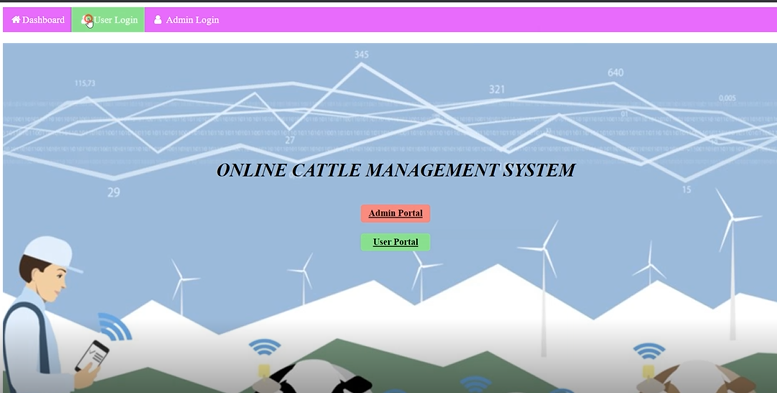 Dashboard User Login Admin Login
345
115,73
640
321
0,005
27
29
15
ONLINE CATTLE MANAGEMENT SYSTEM
Admin Portal
User Portal